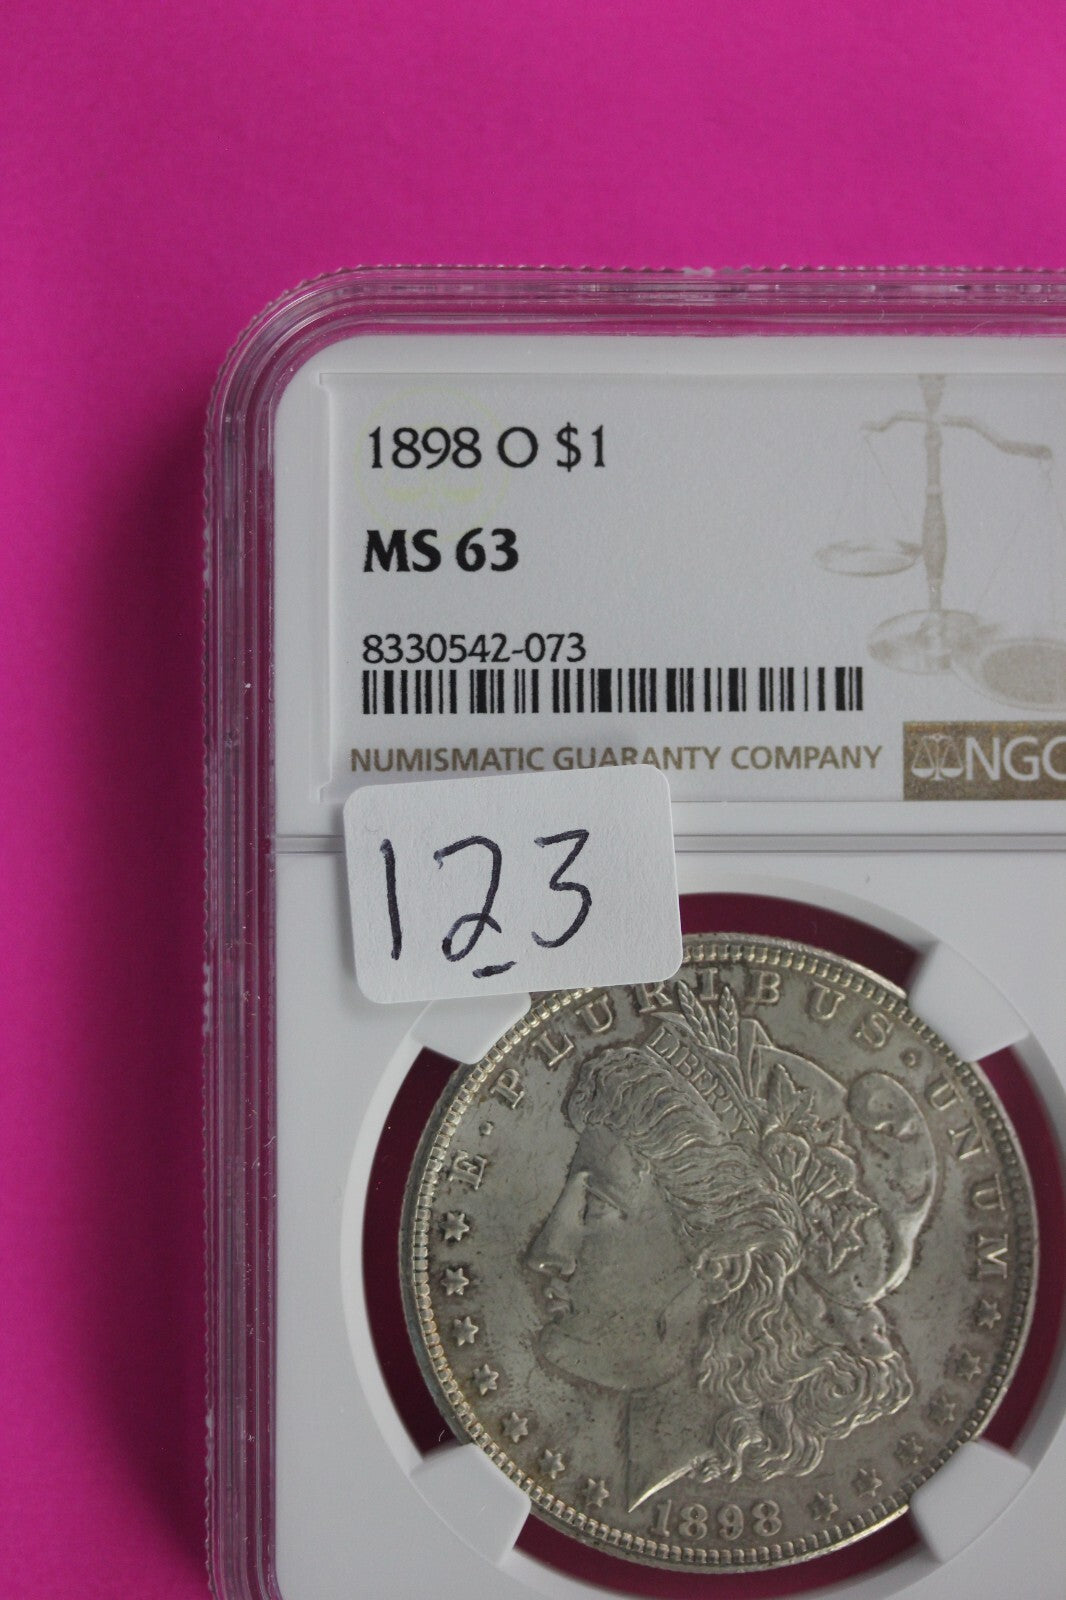 1898 O $1
MS 63
8330542-073
NUMISMATIC GUARANTY COMPANY
NGC
123
E · PLURIBUS · UNUM
LIBERTY
1898